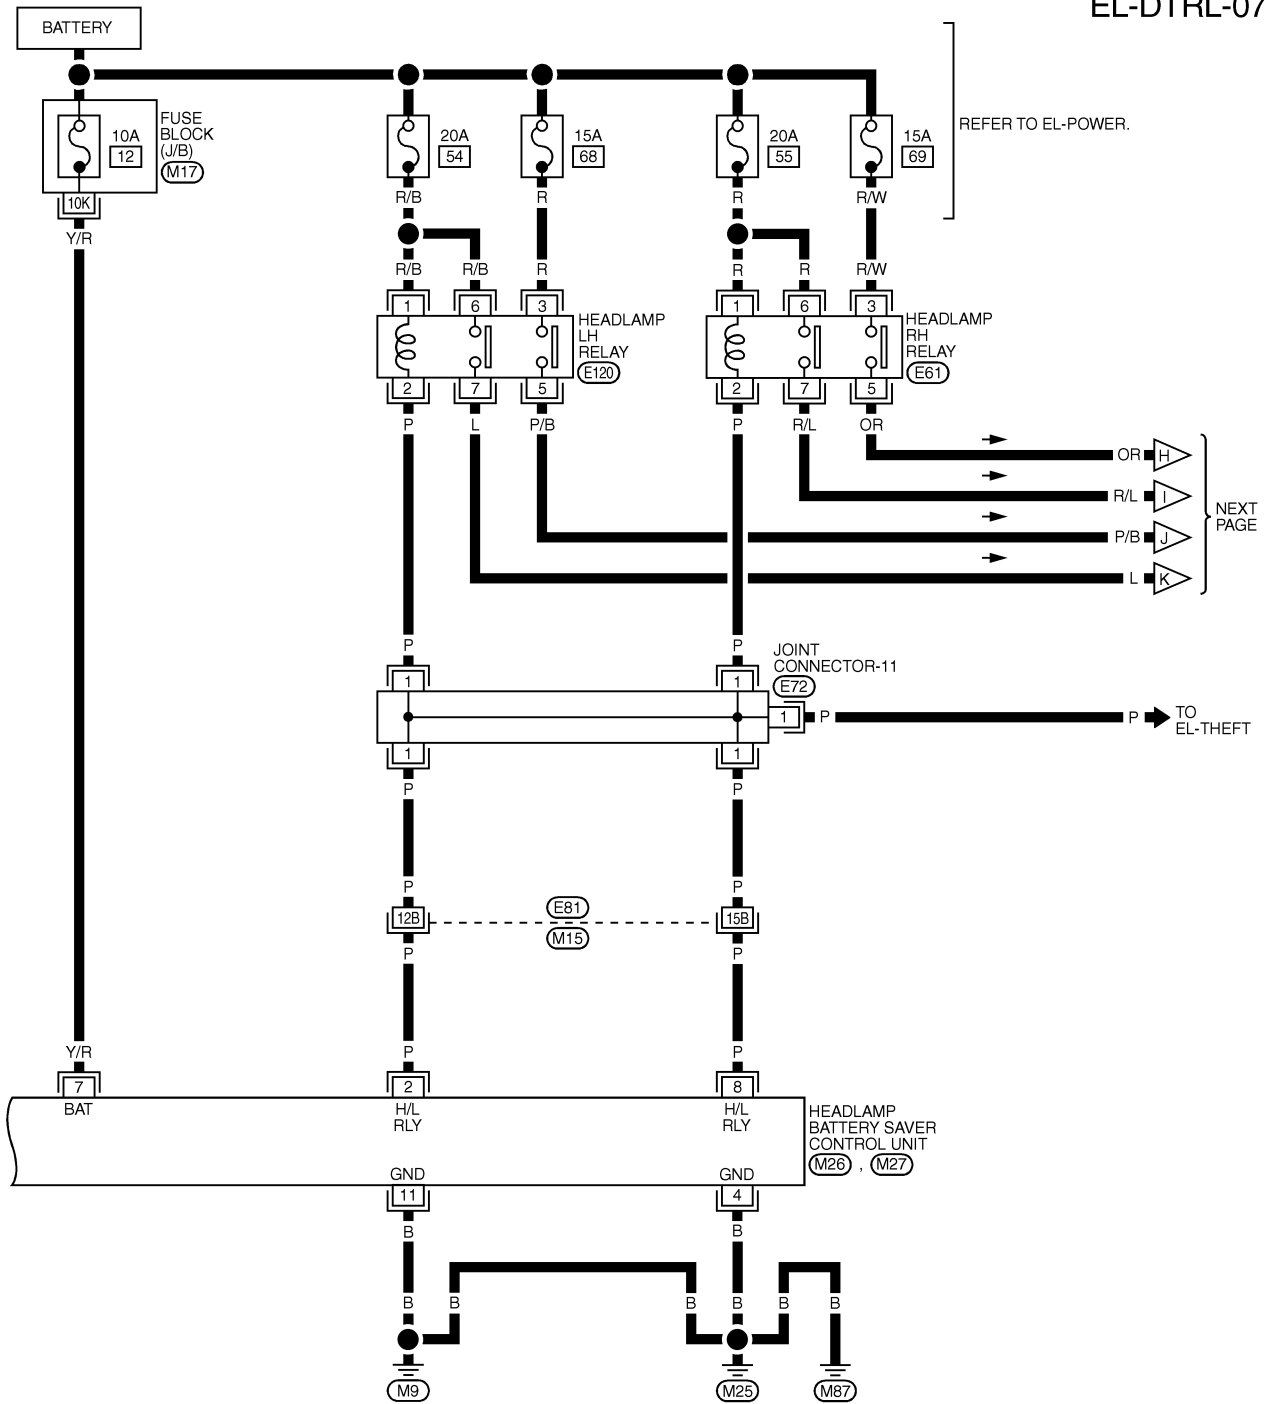 EL-DTRL-07
BATTERY
REFER TO EL-POWER.
10A
12
FUSE
BLOCK
(J/B)
M17
20A
54
15A
68
20A
55
15A
69
10K
Y/R
R/B
R
R
R/W
R/B
R/B
R
R
R
R/W
1
6
3
HEADLAMP
LH
RELAY
E120
1
6
3
HEADLAMP
RH
RELAY
E61
2
7
5
2
7
5
P
L
P/B
P
R/L
OR
OR
H
R/L
I
P/B
J
L
K
NEXT
PAGE
P
P
JOINT
CONNECTOR-11
E72
1
1
1
P
P
TO
EL-THEFT
1
1
P
P
P
P
12B
E81
M15
15B
P
P
Y/R
P
P
7
2
8
BAT
H/L
RLY
H/L
RLY
HEADLAMP
BATTERY SAVER
CONTROL UNIT
M26 , M27
GND
GND
11
4
B
B
B
B
B
B
B
B
M9
M25
M87